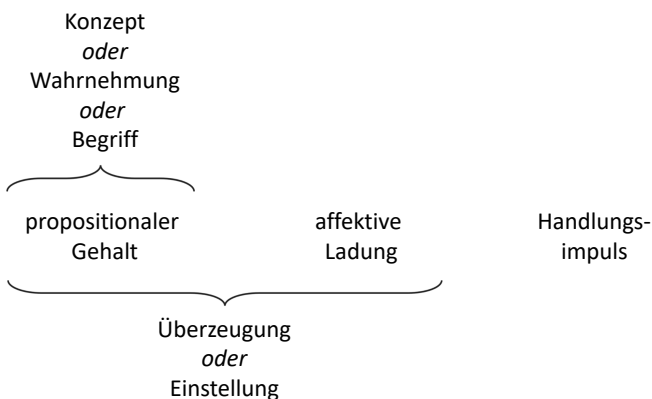 Konzept
oder
Wahrnehmung
oder
Begriff
propositionaler affektive Handlungs-
Gehalt Ladung impuls
Überzeugung
oder
Einstellung